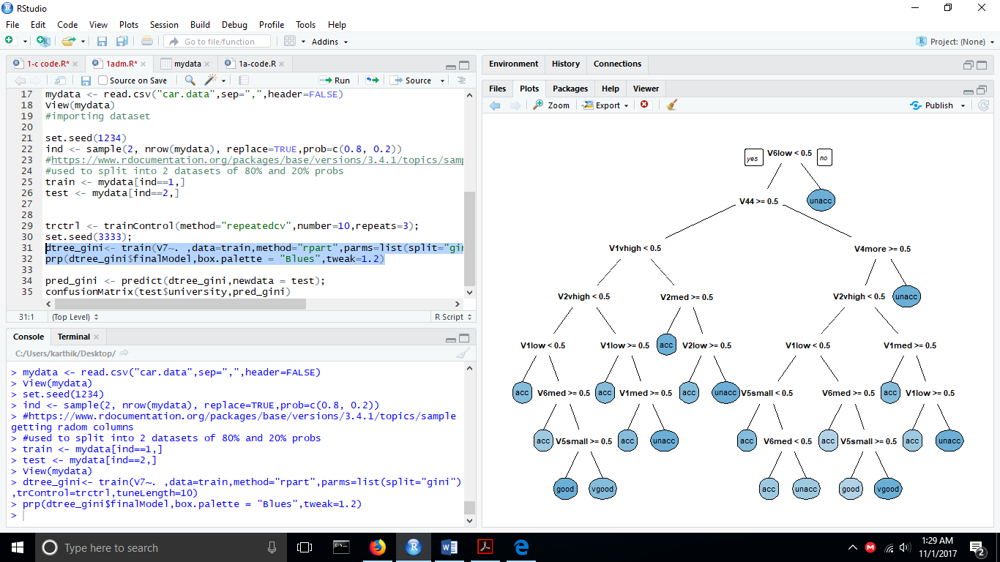 RStudio
File Edit Code View Plots Session Build Debug Profile Tools Help
Go to file/function Addins Project: (None)
1-c code.R* 1adm.R* mydata 1a-code.R
Source on Save Run Source
17 mydata <- read.csv("car.data",sep=",",header=FALSE)
18 View(mydata)
19 #importing dataset
20
21 set.seed(1234)
22 ind <- sample(2, nrow(mydata), replace=TRUE,prob=c(0.8, 0.2))
23 #https://www.rdocumentation.org/packages/base/versions/3.4.1/topics/samp
24 #used to split into 2 datasets of 80% and 20% probs
25 train <- mydata[ind==1,]
26 test <- mydata[ind==2,]
27
28
29 trctrl <- trainControl(method="repeatedcv",number=10,repeats=3);
30 set.seed(3333);
31 dtree_gini<- train(V7~. ,data=train,method="rpart",parms=list(split="gin
32 prp(dtree_gini$finalModel,box.palette = "Blues",tweak=1.2)
33
34 pred_gini <- predict(dtree_gini,newdata = test);
35 confusionMatrix(test$university,pred_gini)
31:1 (Top Level) R Script
Console Terminal
C:/Users/karthik/Desktop/
> mydata <- read.csv("car.data",sep=",",header=FALSE)
> View(mydata)
> set.seed(1234)
> ind <- sample(2, nrow(mydata), replace=TRUE,prob=c(0.8, 0.2))
> #https://www.rdocumentation.org/packages/base/versions/3.4.1/topics/sample
getting radom columns
> #used to split into 2 datasets of 80% and 20% probs
> train <- mydata[ind==1,]
> test <- mydata[ind==2,]
> View(mydata)
> dtree_gini<- train(V7~. ,data=train,method="rpart",parms=list(split="gini")
,trControl=trctrl,tuneLength=10)
> prp(dtree_gini$finalModel,box.palette = "Blues",tweak=1.2)
>
Environment History Connections
Files Plots Packages Help Viewer
Zoom Export Publish
yes V6low < 0.5 no
V44 >= 0.5 unacc
V1vhigh < 0.5 V4more >= 0.5
V2vhigh < 0.5 V2med >= 0.5 V2vhigh < 0.5 unacc
V1low < 0.5 V1low >= 0.5 acc V2low >= 0.5 V1low < 0.5 V1med >= 0.5
acc V6med >= 0.5 acc V1med >= 0.5 acc unacc V5small < 0.5 V6med >= 0.5 acc V1low >= 0.5
acc V5small >= 0.5 acc unacc acc V6med < 0.5 acc V5small >= 0.5 acc unacc
good vgood acc unacc good vgood
Type here to search
1:29 AM
11/1/2017
2